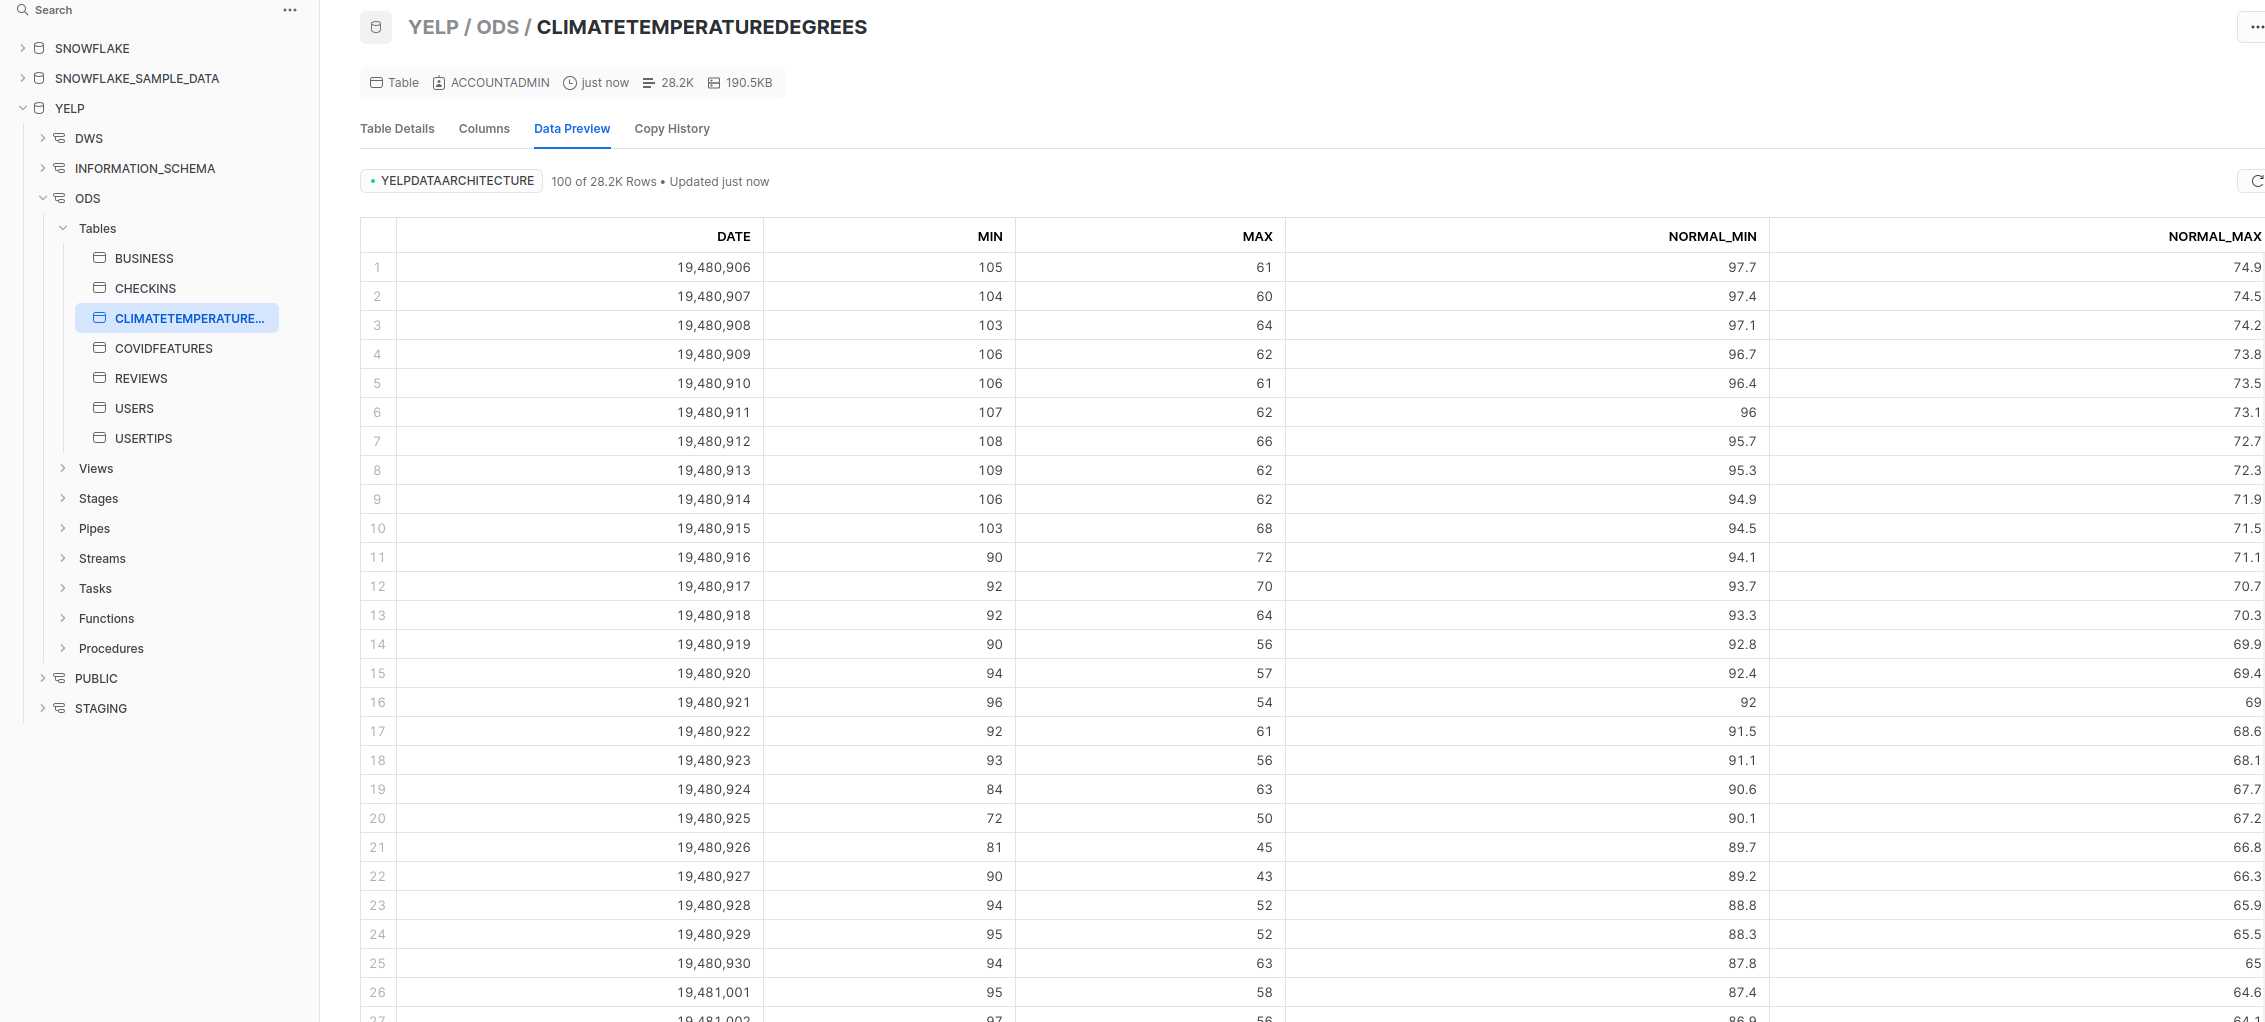 Search
SNOWFLAKE
SNOWFLAKE_SAMPLE_DATA
YELP
DWS
INFORMATION_SCHEMA
ODS
Tables
BUSINESS
CHECKINS
CLIMATETEMPERATURE...
COVIDFEATURES
REVIEWS
USERS
USERTIPS
Views
Stages
Pipes
Streams
Tasks
Functions
Procedures
PUBLIC
STAGING
YELP / ODS / CLIMATETEMPERATUREDEGREES
Table ACCOUNTADMIN just now 28.2K 190.5KB
Table Details Columns Data Preview Copy History
YELPDATAARCHITECTURE 100 of 28.2K Rows • Updated just now
DATE MIN MAX NORMAL_MIN NORMAL_MAX
1 19,480,906 105 61 97.7 74.9
2 19,480,907 104 60 97.4 74.5
3 19,480,908 103 64 97.1 74.2
4 19,480,909 106 62 96.7 73.8
5 19,480,910 106 61 96.4 73.5
6 19,480,911 107 62 96 73.1
7 19,480,912 108 66 95.7 72.7
8 19,480,913 109 62 95.3 72.3
9 19,480,914 106 62 94.9 71.9
10 19,480,915 103 68 94.5 71.5
11 19,480,916 90 72 94.1 71.1
12 19,480,917 92 70 93.7 70.7
13 19,480,918 92 64 93.3 70.3
14 19,480,919 90 56 92.8 69.9
15 19,480,920 94 57 92.4 69.4
16 19,480,921 96 54 92 69
17 19,480,922 92 61 91.5 68.6
18 19,480,923 93 56 91.1 68.1
19 19,480,924 84 63 90.6 67.7
20 19,480,925 72 50 90.1 67.2
21 19,480,926 81 45 89.7 66.8
22 19,480,927 90 43 89.2 66.3
23 19,480,928 94 52 88.8 65.9
24 19,480,929 95 52 88.3 65.5
25 19,480,930 94 63 87.8 65
26 19,481,001 95 58 87.4 64.6
27 19,481,002 97 56 86.9 64.1